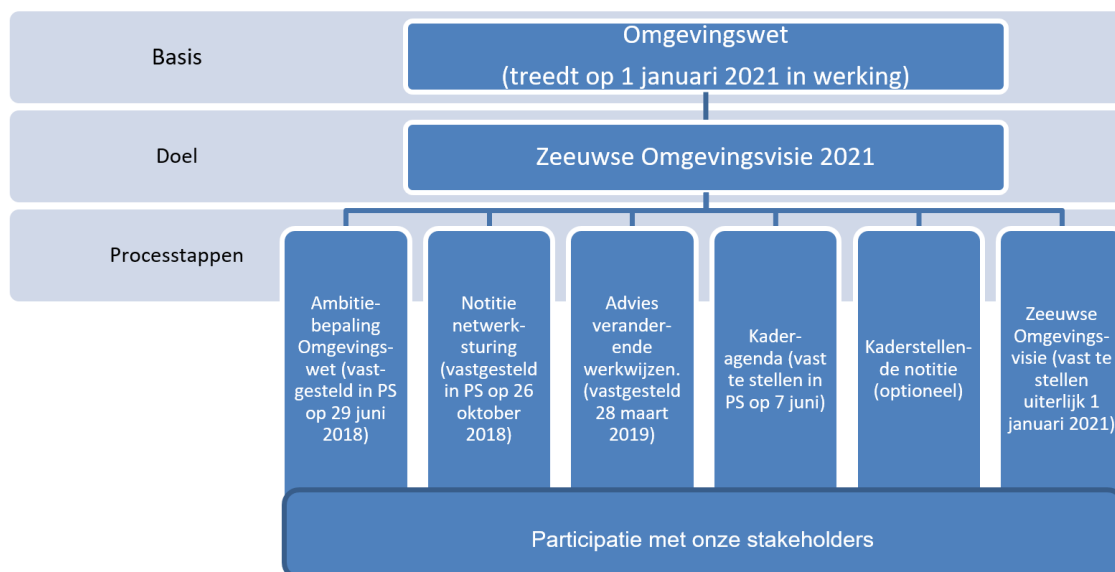 Basis
Omgevingswet
(treedt op 1 januari 2021 in werking)
Doel
Zeeuwse Omgevingsvisie 2021
Processtappen
Ambitie-
bepaling
Omgevings-
wet (vast-
gesteld in PS
op 29 juni
2018)
Notitie
netwerk-
sturing
(vastgesteld
in PS op 26
oktober
2018)
Advies
verander-
ende
werkwijzen.
(vastgesteld
28 maart
2019)
Kader-
agenda (vast
te stellen in
PS op 7 juni)
Kaderstellen-
de notitie
(optioneel)
Zeeuwse
Omgevings-
visie (vast te
stellen
uiterlijk 1
januari 2021)
Participatie met onze stakeholders